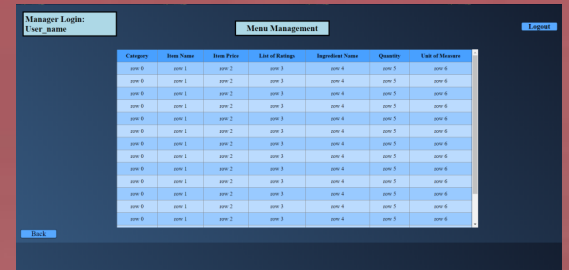 Manager Login:
User_name
Menu Management
Logout
Category Item Name Item Price List of Ratings Ingredient Name Quantity Unit of Measure
row 0 row 1 row 2 row 3 row 4 row 5 row 6
row 0 row 1 row 2 row 3 row 4 row 5 row 6
row 0 row 1 row 2 row 3 row 4 row 5 row 6
row 0 row 1 row 2 row 3 row 4 row 5 row 6
row 0 row 1 row 2 row 3 row 4 row 5 row 6
row 0 row 1 row 2 row 3 row 4 row 5 row 6
row 0 row 1 row 2 row 3 row 4 row 5 row 6
row 0 row 1 row 2 row 3 row 4 row 5 row 6
row 0 row 1 row 2 row 3 row 4 row 5 row 6
row 0 row 1 row 2 row 3 row 4 row 5 row 6
row 0 row 1 row 2 row 3 row 4 row 5 row 6
row 0 row 1 row 2 row 3 row 4 row 5 row 6
row 0 row 1 row 2 row 3 row 4 row 5 row 6
Back